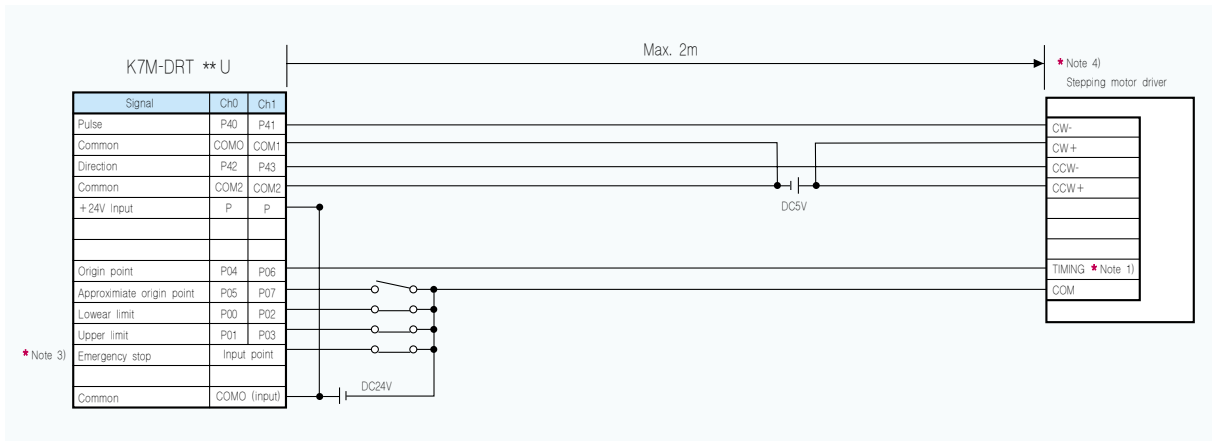 Max. 2m
K7M-DRT ** U
* Note 4)
Stepping motor driver
Signal Ch0 Ch1
Pulse P40 P41
CW-
Common COM0 COM1
CW+
Direction P42 P43
CCW-
Common COM2 COM2
CCW+
+24V Input P P
DC5V
Origin point P04 P06
TIMING * Note 1)
Approximiate origin point P05 P07
COM
Lowear limit P00 P02
Upper limit P01 P03
* Note 3) Emergency stop Input point
DC24V
Common COM0 (input)